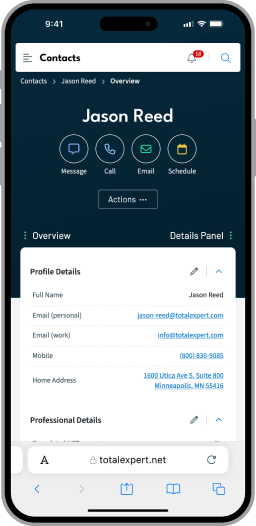 9:41
Contacts
18
Contacts > Jason Reed > Overview
Jason Reed
Message Call Email Schedule
Actions ···
Overview Details Panel
Profile Details
Full Name Jason Reed
Email (personal) jason-reed@totalexpert.com
Email (work) info@totalexpert.com
Mobile (800) 830-9085
Home Address 1600 Utica Ave S, Suite 800
Minneapolis, MN 55416
Professional Details
A totalexpert.net